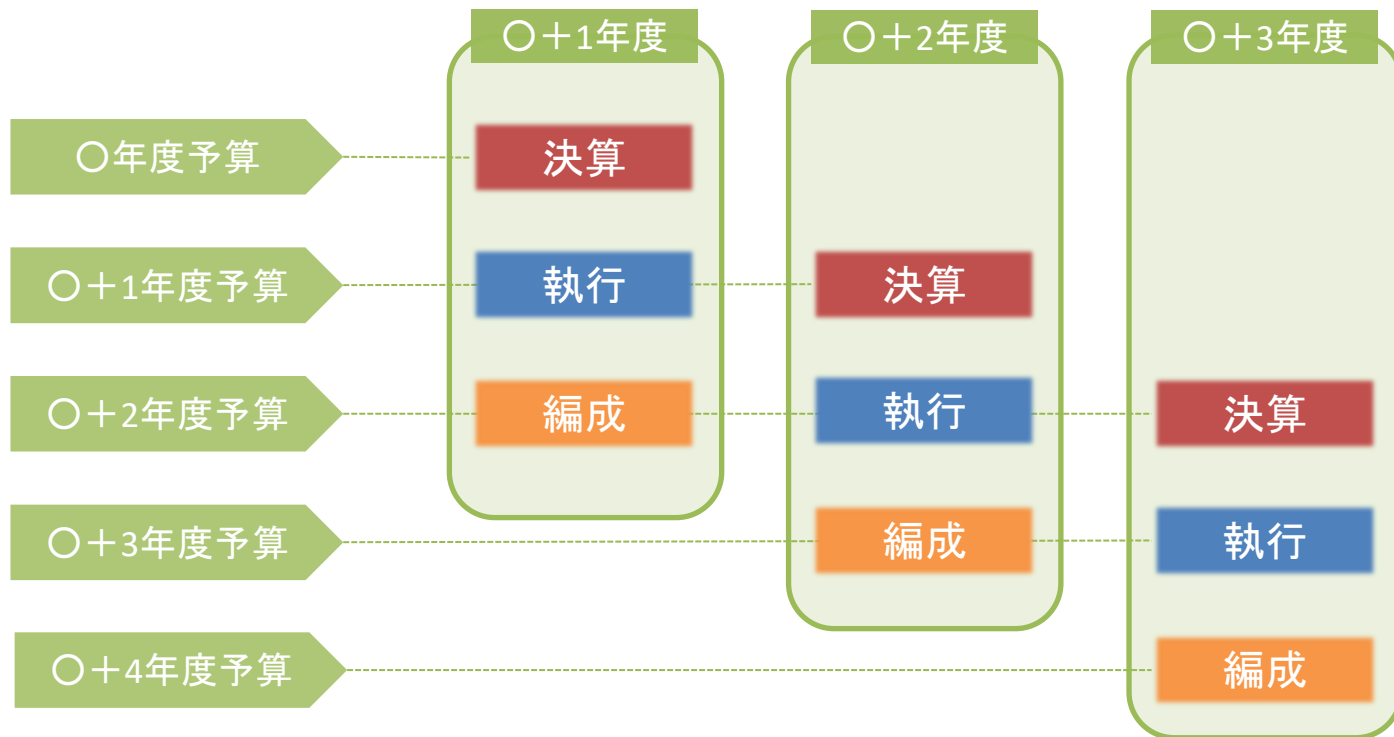 〇＋1年度
〇＋2年度
〇＋3年度
〇年度予算
決算
〇＋1年度予算
執行
決算
〇＋2年度予算
編成
執行
決算
〇＋3年度予算
編成
執行
〇＋4年度予算
編成